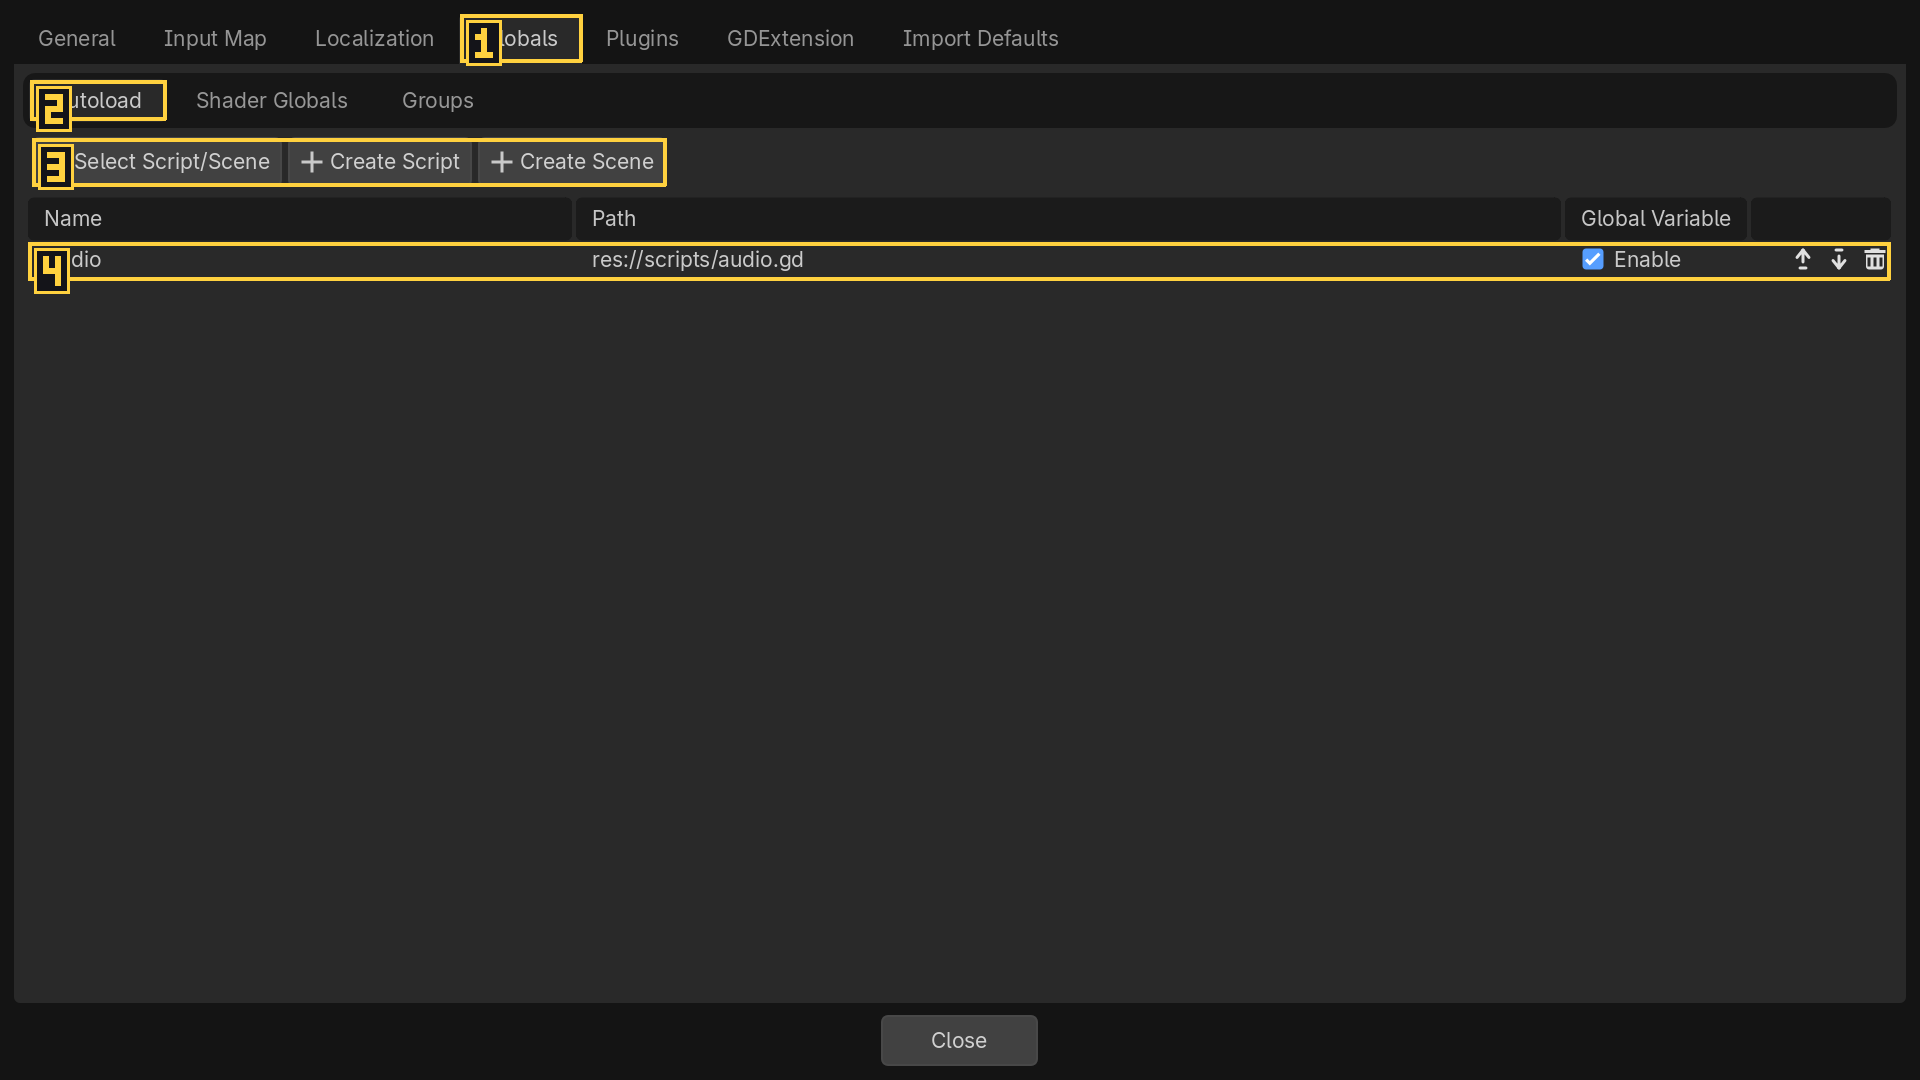 General Input Map Localization 1 lobals Plugins GDExtension Import Defaults
2 utoload Shader Globals Groups
3 Select Script/Scene Create Script Create Scene
Name Path Global Variable
4 dio res://scripts/audio.gd Enable
Close